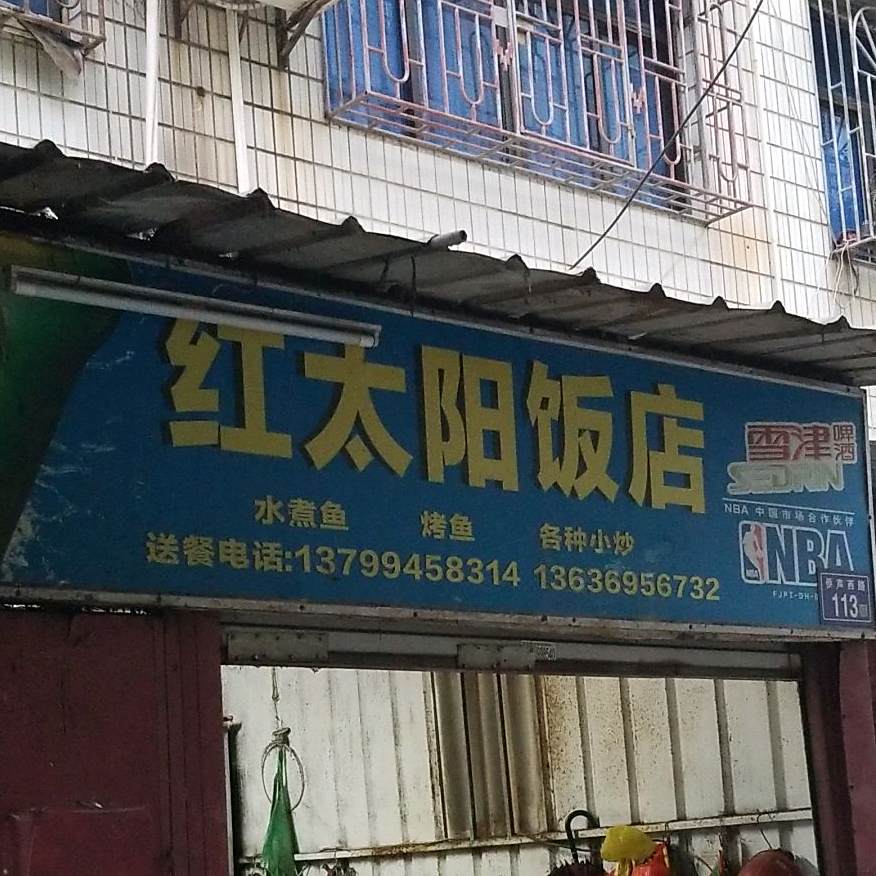 红太阳饭店
水煮鱼 烤鱼 各种小炒
送餐电话:13799458314 13636956732
雪津啤酒
SEDRIN
NBA 中国市场合作伙伴
NBA
113